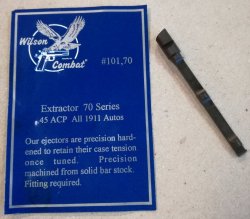 Wilson
Combat®
#101,70
Extractor 70 Series
.45 ACP All 1911 Autos
Our ejectors are precision hard-
ened to retain their case tension
once tuned. Precision
machined from solid bar stock.
Fitting required.